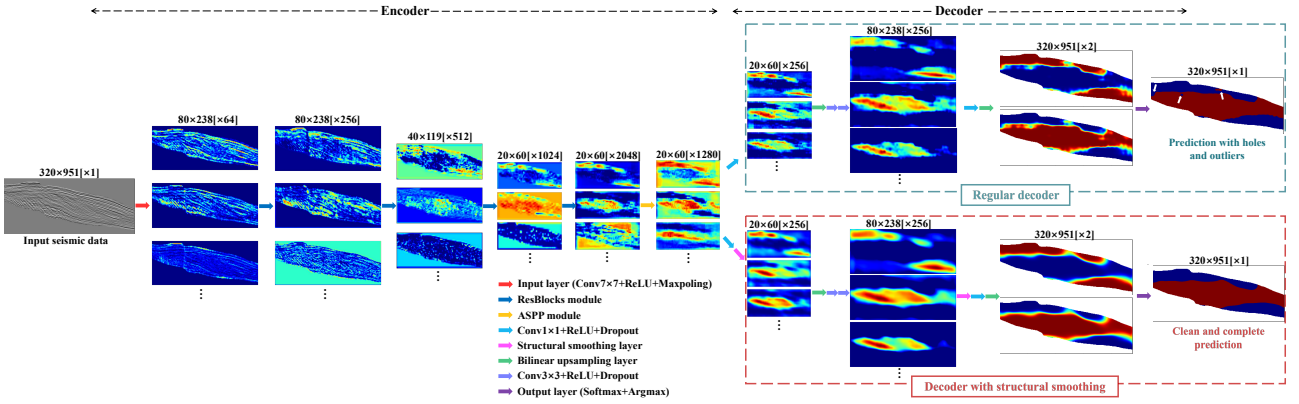 Encoder
Decoder
320×951[×1]
Input seismic data
80×238[×64]
80×238[×256]
40×119[×512]
20×60[×1024]
20×60[×2048]
20×60[×1280]
20×60[×256]
80×238[×256]
320×951[×2]
320×951[×1]
Prediction with holes
and outliers
Regular decoder
20×60[×256]
80×238[×256]
320×951[×2]
320×951[×1]
Clean and complete
prediction
Decoder with structural smoothing
Input layer (Conv7×7+ReLU+Maxpoling)
ResBlocks module
ASPP module
Conv1×1+ReLU+Dropout
Structural smoothing layer
Bilinear upsampling layer
Conv3×3+ReLU+Dropout
Output layer (Softmax+Argmax)